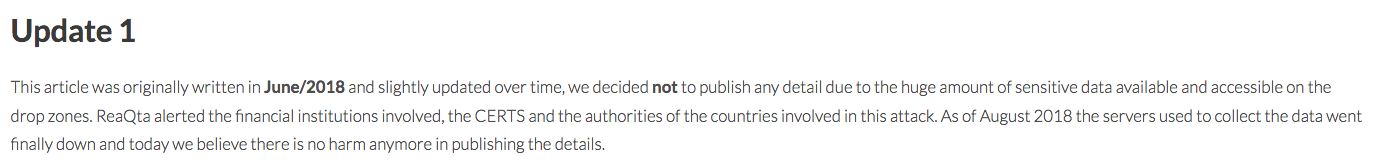 Update 1
This article was originally written in June/2018 and slightly updated over time, we decided not to publish any detail due to the huge amount of sensitive data available and accessible on the
drop zones. ReaQta alerted the financial institutions involved, the CERTS and the authorities of the countries involved in this attack. As of August 2018 the servers used to collect the data went
finally down and today we believe there is no harm anymore in publishing the details.